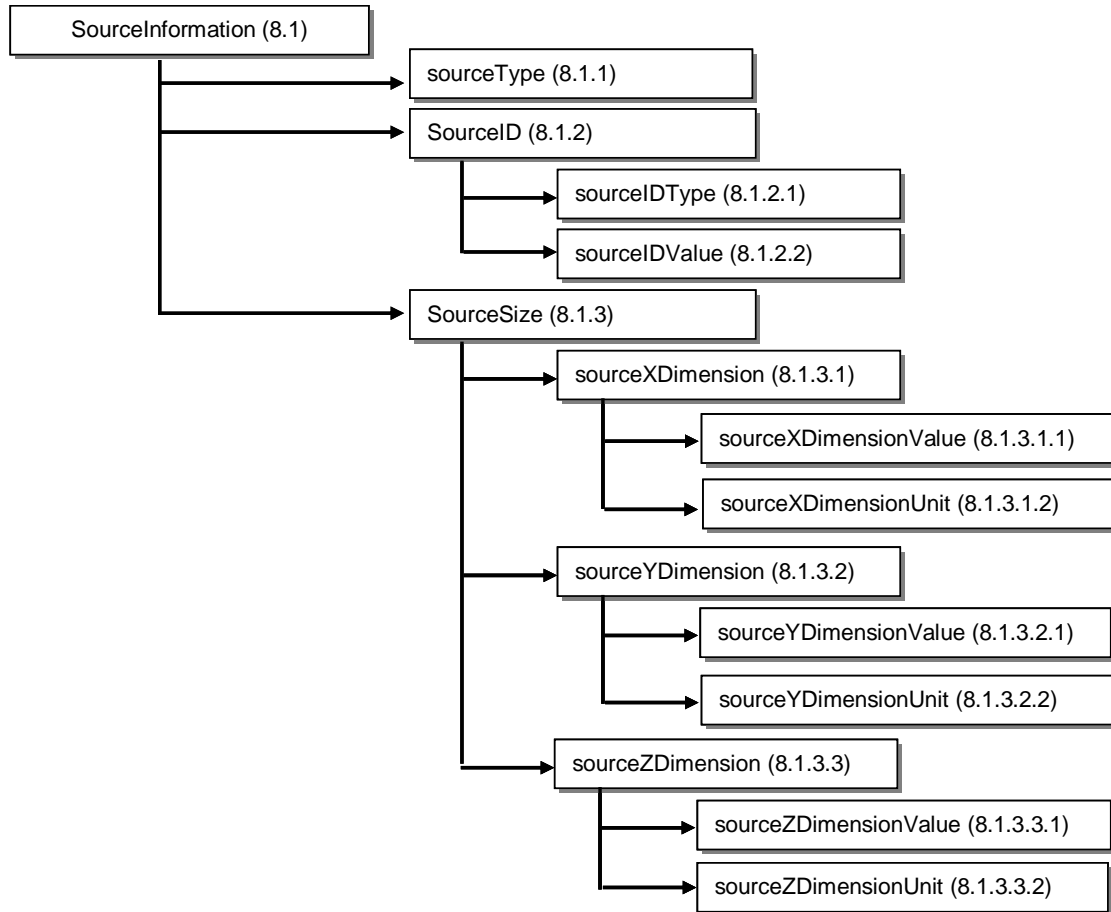 SourceInformation (8.1)
sourceType (8.1.1)
SourceID (8.1.2)
sourceIDType (8.1.2.1)
sourceIDValue (8.1.2.2)
SourceSize (8.1.3)
sourceXDimension (8.1.3.1)
sourceXDimensionValue (8.1.3.1.1)
sourceXDimensionUnit (8.1.3.1.2)
sourceYDimension (8.1.3.2)
sourceYDimensionValue (8.1.3.2.1)
sourceYDimensionUnit (8.1.3.2.2)
sourceZDimension (8.1.3.3)
sourceZDimensionValue (8.1.3.3.1)
sourceZDimensionUnit (8.1.3.3.2)